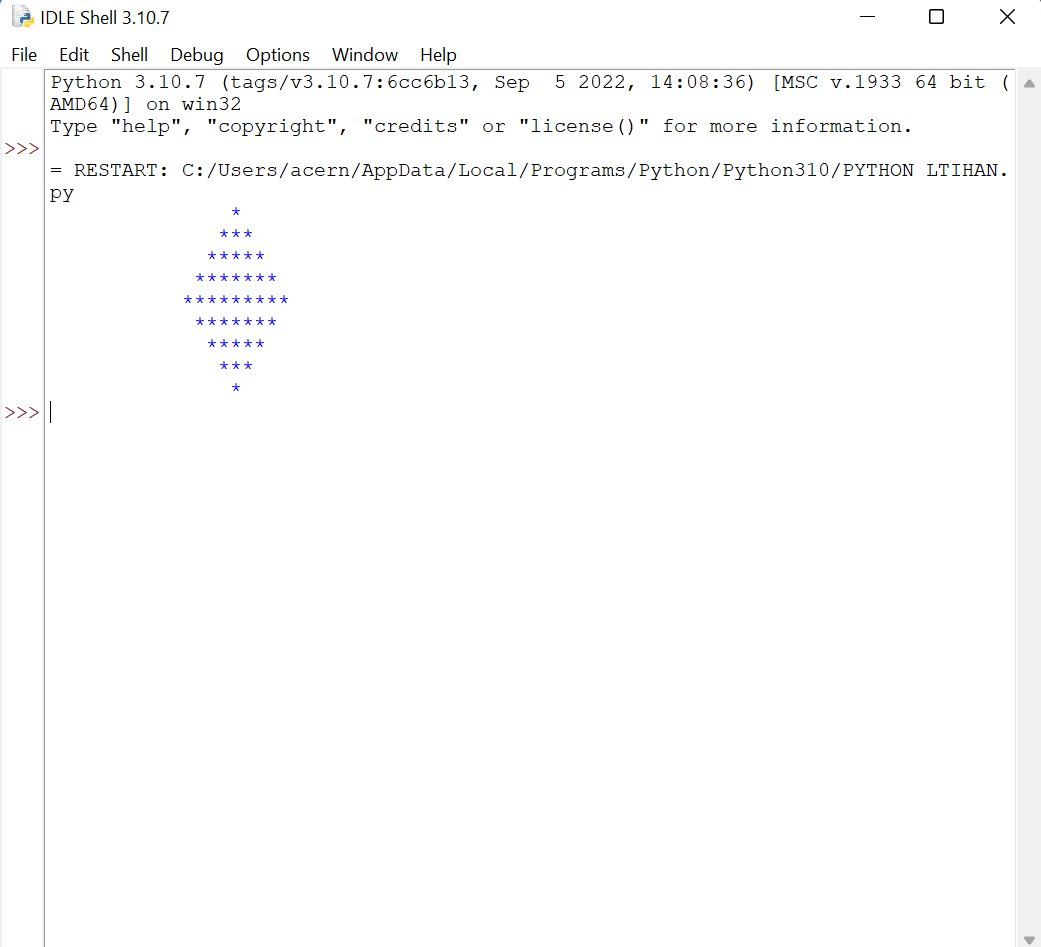 IDLE Shell 3.10.7
File Edit Shell Debug Options Window Help
Python 3.10.7 (tags/v3.10.7:6cc6b13, Sep  5 2022, 14:08:36) [MSC v.1933 64 bit (
AMD64)] on win32
Type "help", "copyright", "credits" or "license()" for more information.
>>>
= RESTART: C:/Users/acern/AppData/Local/Programs/Python/Python310/PYTHON LTIHAN.
py
               *
              ***
             *****
            *******
           *********
            *******
             *****
              ***
               *
>>>